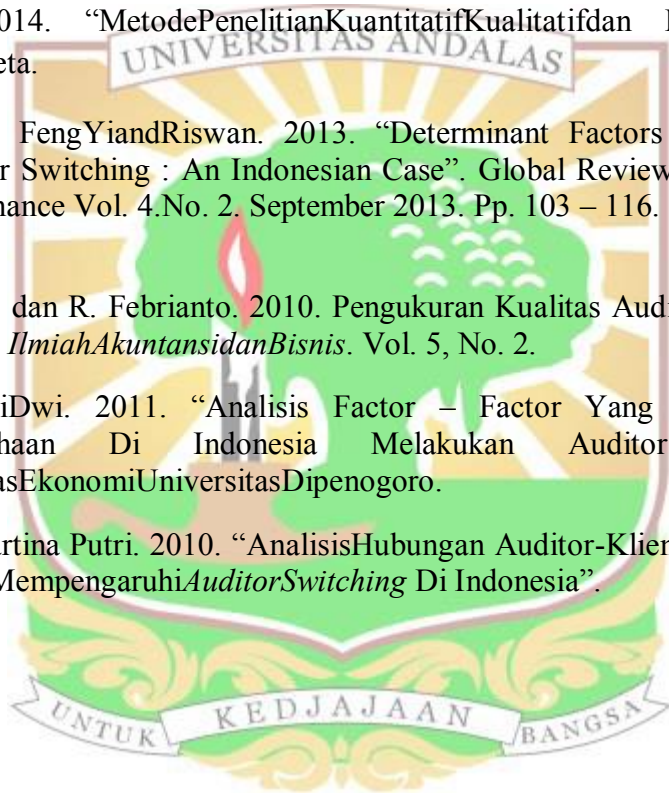 014. “MetodePenelitianKuantitatifKualitatifdan
eta.
UNIVERSITAS ANDALAS
FengYiandRiswan. 2013. “Determinant Factors
r Switching : An Indonesian Case”. Global Review
nance Vol. 4.No. 2. September 2013. Pp. 103 – 116.
dan R. Febrianto. 2010. Pengukuran Kualitas Audi
IlmiahAkuntansidanBisnis. Vol. 5, No. 2.
iDwi. 2011. “Analisis Factor – Factor Yang
haan Di Indonesia Melakukan Auditor
asEkonomiUniversitasDipenogoro.
artina Putri. 2010. “AnalisisHubungan Auditor-Klien
MempengaruhiAuditorSwitching Di Indonesia”.
UNTUK KEDJAJAAN BANGSA